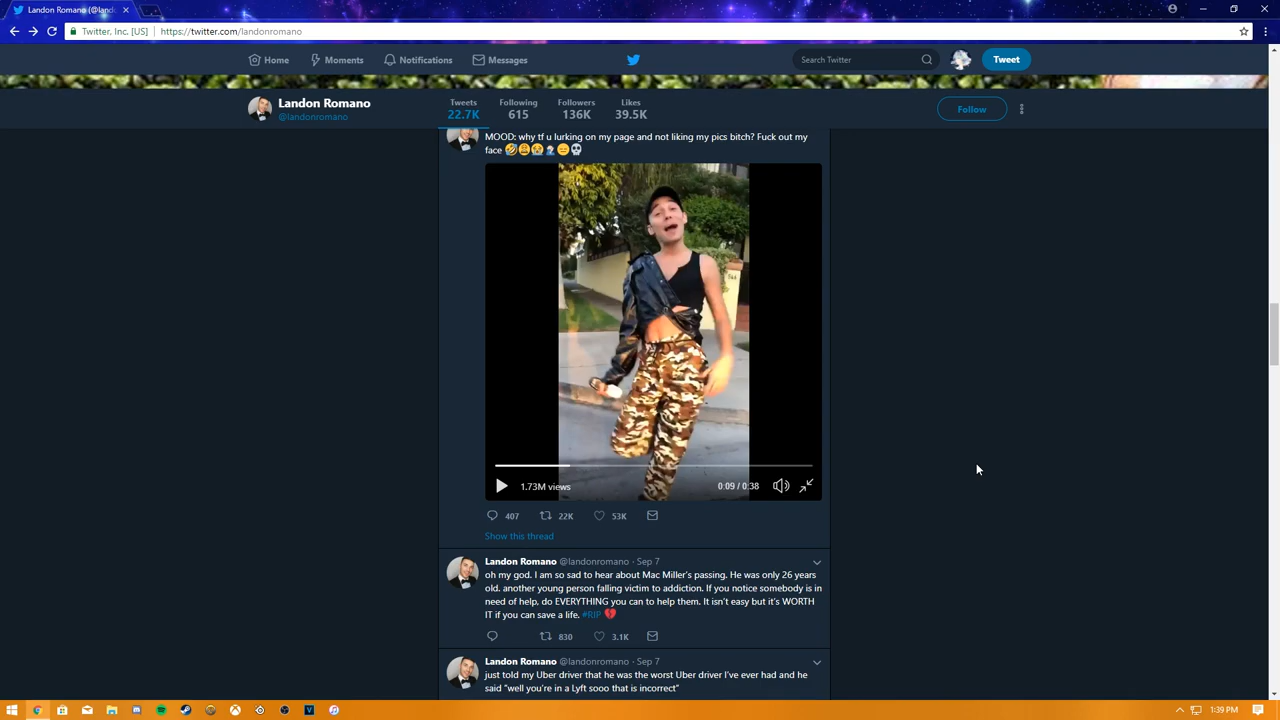 Landon Romano (@land
Twitter, Inc. [US] https://twitter.com/landonromano
Home Moments Notifications Messages Search Twitter Tweet
Landon Romano
@landonromano
Tweets Following Followers Likes
22.7K 615 136K 39.5K
Follow
MOOD: why tf u lurking on my page and not liking my pics bitch? Fuck out my
face 🤣😩😭🤦🏻‍♂️😑💀
1.73M views 0:09 / 0:38
407 22K 53K
Show this thread
Landon Romano @landonromano · Sep 7
oh my god. I am so sad to hear about Mac Miller's passing. He was only 26 years
old. another young person falling victim to addiction. If you notice somebody is in
need of help, do EVERYTHING you can to help them. It isn't easy but it's WORTH
IT if you can save a life. #RIP 💔
830 3.1K
Landon Romano @landonromano · Sep 7
just told my Uber driver that he was the worst Uber driver I've ever had and he
said "well you're in a Lyft sooo that is incorrect"
1:39 PM